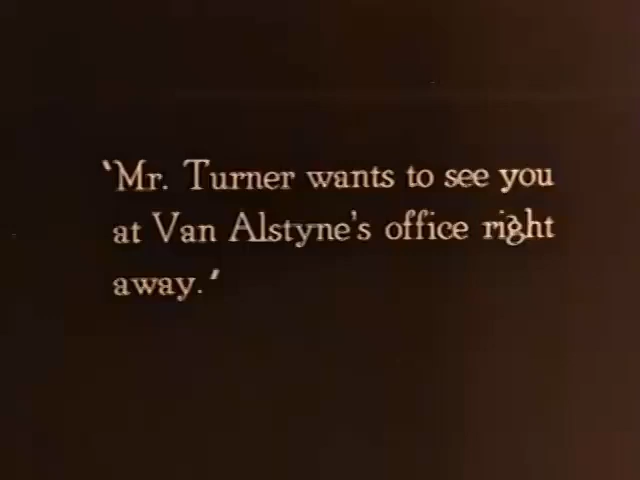 'Mr. Turner wants to see you
at Van Alstyne's office right
away.'